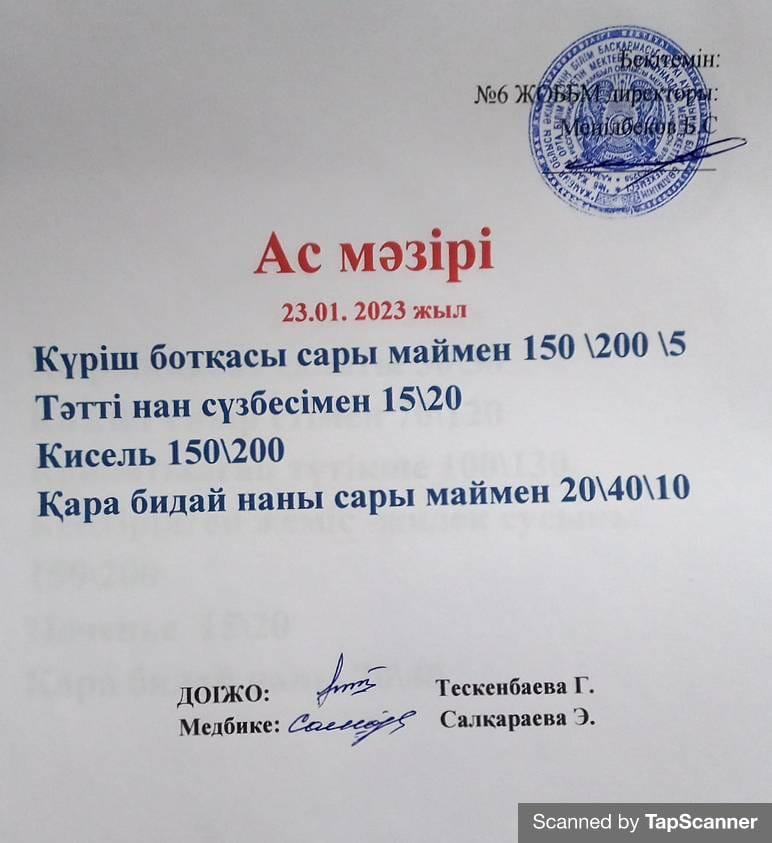 Бекітемін:
№6 ЖОББМ директоры:
Меңілбеков Б.С
Ас мәзірі
23.01. 2023 жыл
Күріш ботқасы сары маймен 150 \200 \5
Тәтті нан сүзбесімен 15\20
Кисель 150\200
Қара бидай наны сары маймен 20\40\10
ДОІЖО: Тескенбаева Г.
Медбике: Салқараева Э.
Scanned by TapScanner